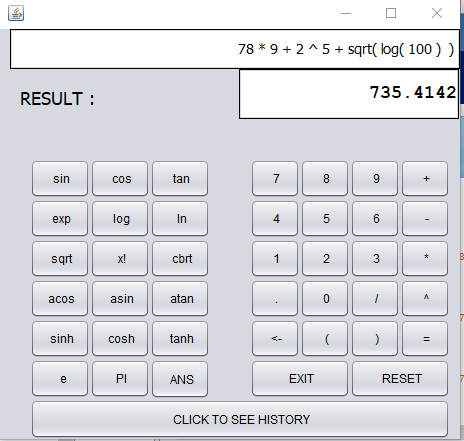 78 * 9 + 2 ^ 5 + sqrt( log( 100 ) )
RESULT : 735.4142
sin cos tan 7 8 9 +
exp log ln 4 5 6 -
sqrt x! cbrt 1 2 3 *
acos asin atan . 0 / ^
sinh cosh tanh <- ( ) =
e PI ANS EXIT RESET
CLICK TO SEE HISTORY